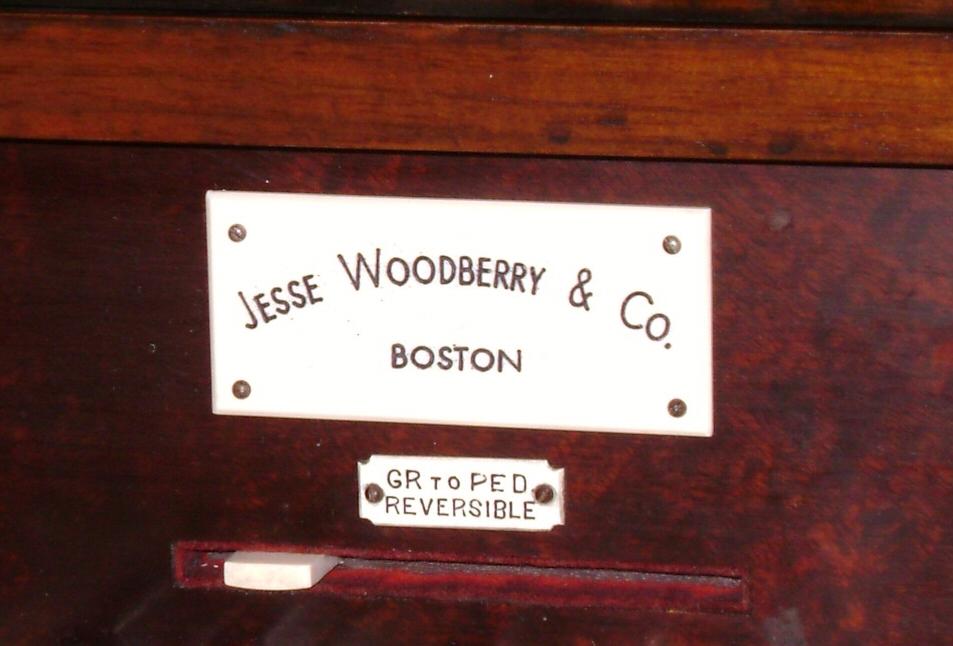 JESSE WOODBERRY & CO.
BOSTON
GR TO PED
REVERSIBLE